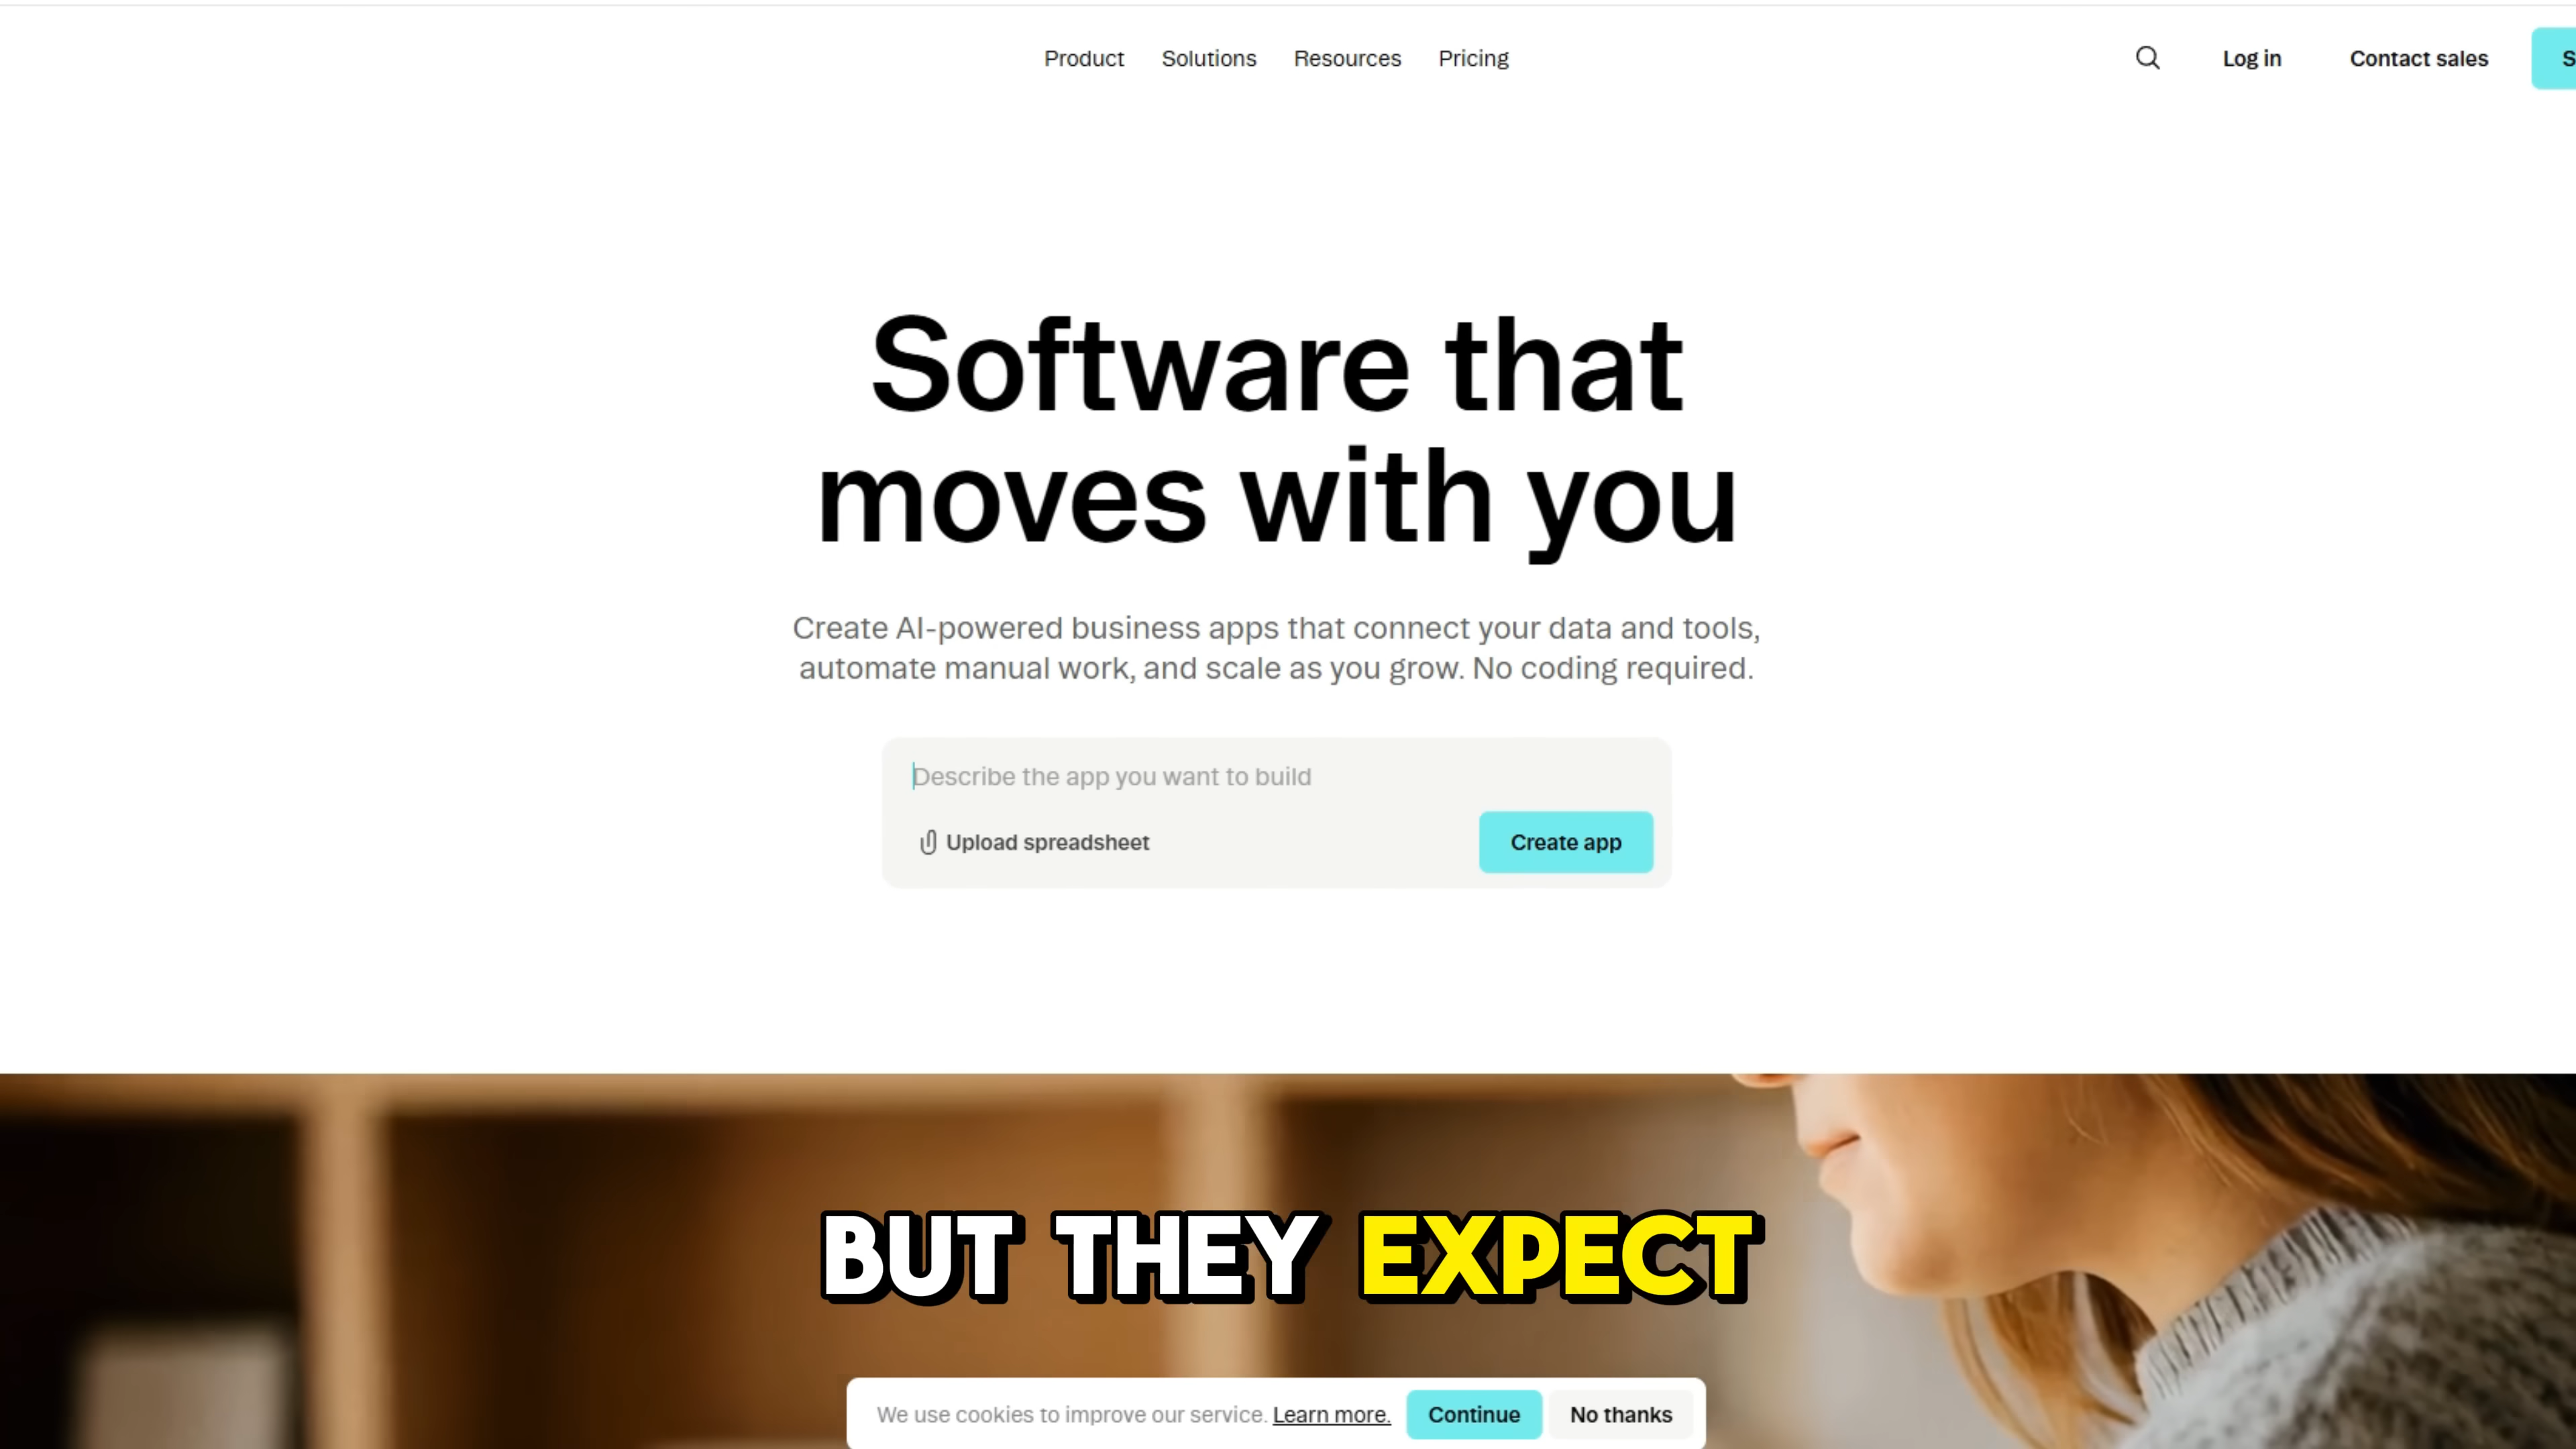 Product Solutions Resources Pricing Log in Contact sales
Software that
moves with you
Create AI-powered business apps that connect your data and tools,
automate manual work, and scale as you grow. No coding required.
Describe the app you want to build
Upload spreadsheet Create app
BUT THEY EXPECT
We use cookies to improve our service. Learn more. Continue No thanks